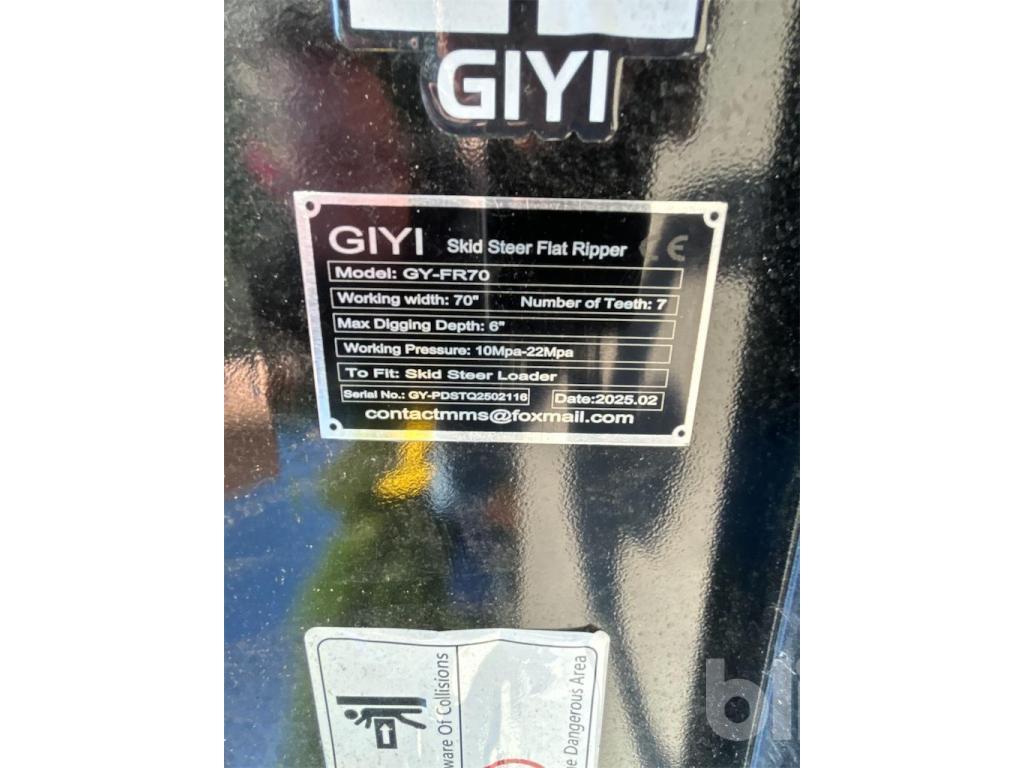 GIYI
GIYI Skid Steer Flat Ripper CE
Model: GY-FR70
Working width: 70" Number of Teeth: 7
Max Digging Depth: 6"
Working Pressure: 10Mpa-22Mpa
To Fit: Skid Steer Loader
Serial No.: GY-PDSTQ2502116 Date:2025.02
contactmms@foxmail.com
Of Collisions
Dangerous Area